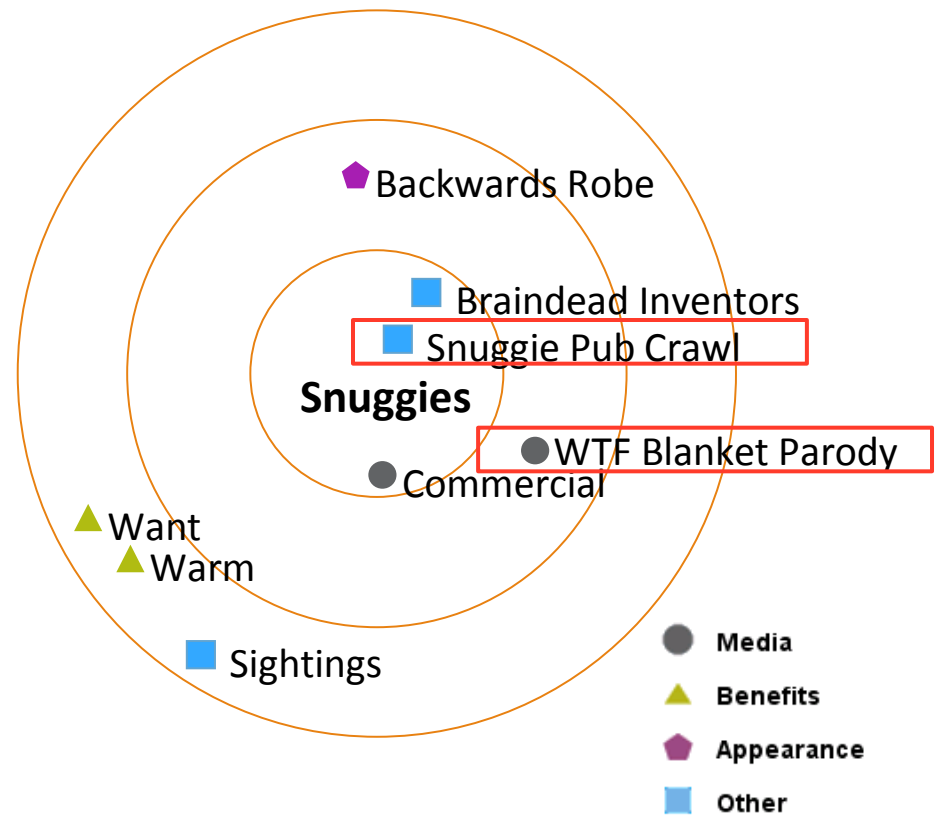 Backwards Robe
Braindead Inventors
Snuggie Pub Crawl
Snuggies
WTF Blanket Parody
Commercial
Want
Warm
Sightings
Media
Benefits
Appearance
Other